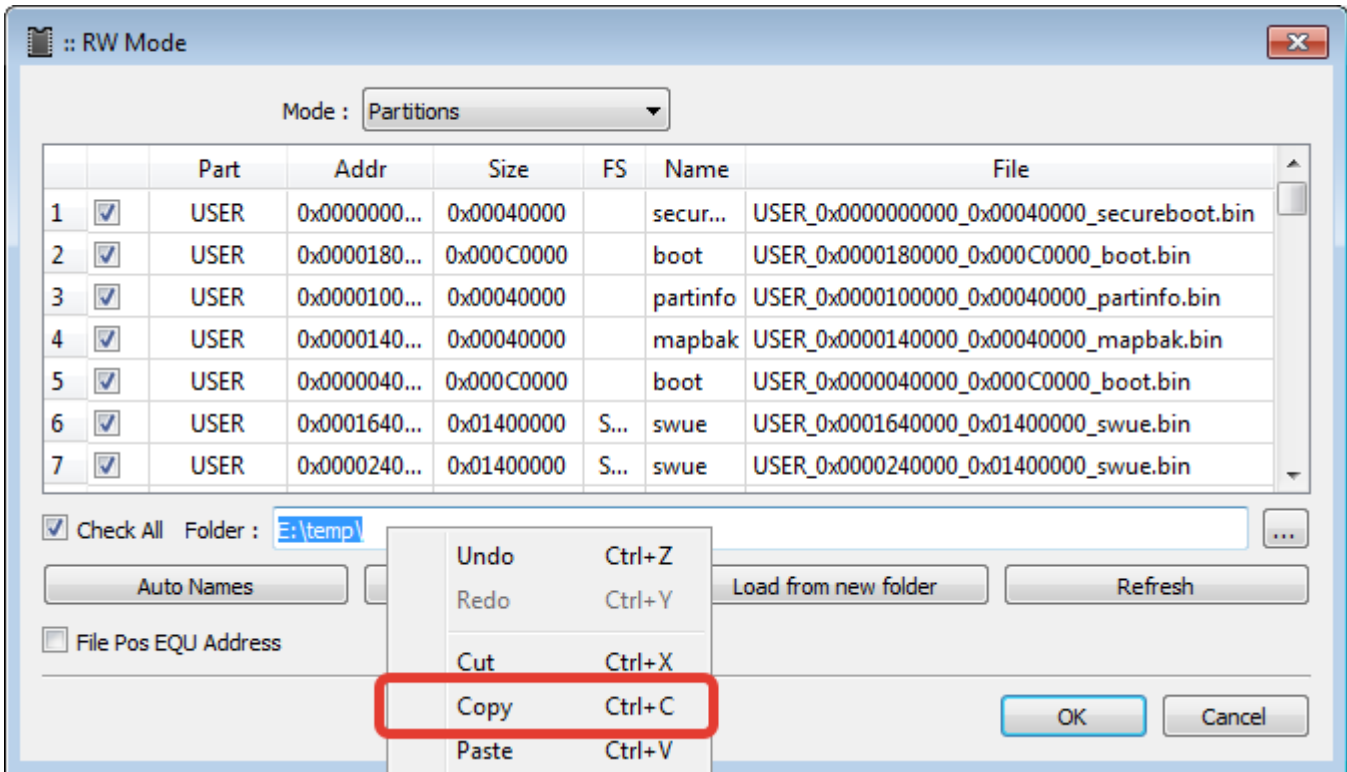 :: RW Mode
Mode : Partitions
Part Addr Size FS Name File
1 USER 0x0000000... 0x00040000 secur... USER_0x0000000000_0x00040000_secureboot.bin
2 USER 0x0000180... 0x000C0000 boot USER_0x0000180000_0x000C0000_boot.bin
3 USER 0x0000100... 0x00040000 partinfo USER_0x0000100000_0x00040000_partinfo.bin
4 USER 0x0000140... 0x00040000 mapbak USER_0x0000140000_0x00040000_mapbak.bin
5 USER 0x0000040... 0x000C0000 boot USER_0x0000040000_0x000C0000_boot.bin
6 USER 0x0001640... 0x01400000 S... swue USER_0x0001640000_0x01400000_swue.bin
7 USER 0x0000240... 0x01400000 S... swue USER_0x0000240000_0x01400000_swue.bin
Check All Folder : E:\temp\ ...
Auto Names Load from new folder Refresh
File Pos EQU Address
Undo Ctrl+Z
Redo Ctrl+Y
Cut Ctrl+X
Copy Ctrl+C
Paste Ctrl+V
OK Cancel